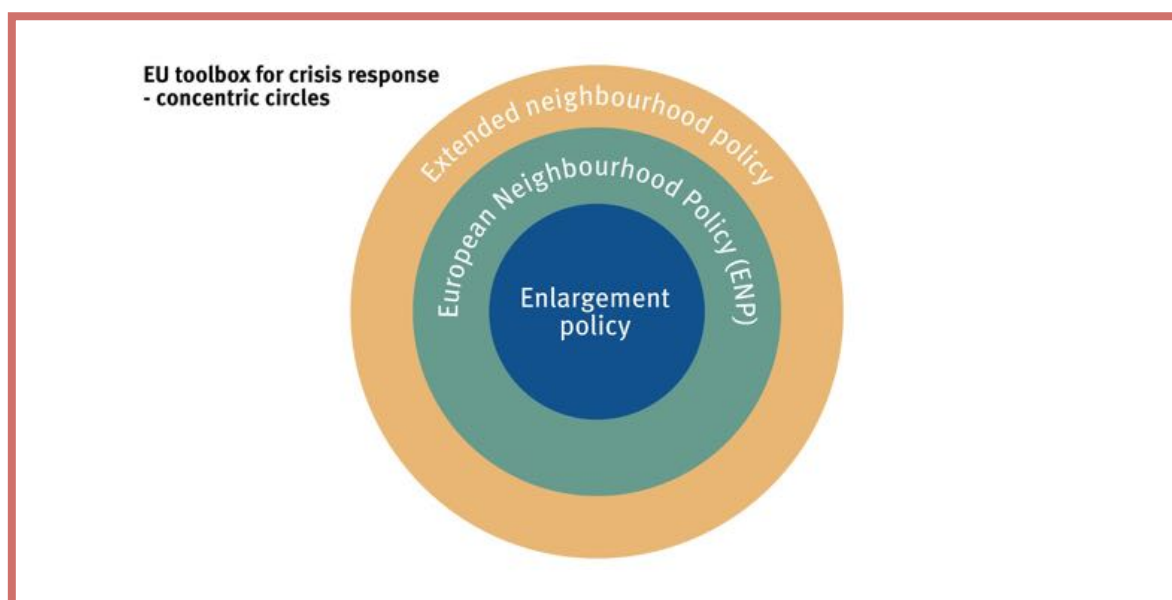 EU toolbox for crisis response
- concentric circles
Extended neighbourhood policy
European Neighbourhood Policy (ENP)
Enlargement
policy